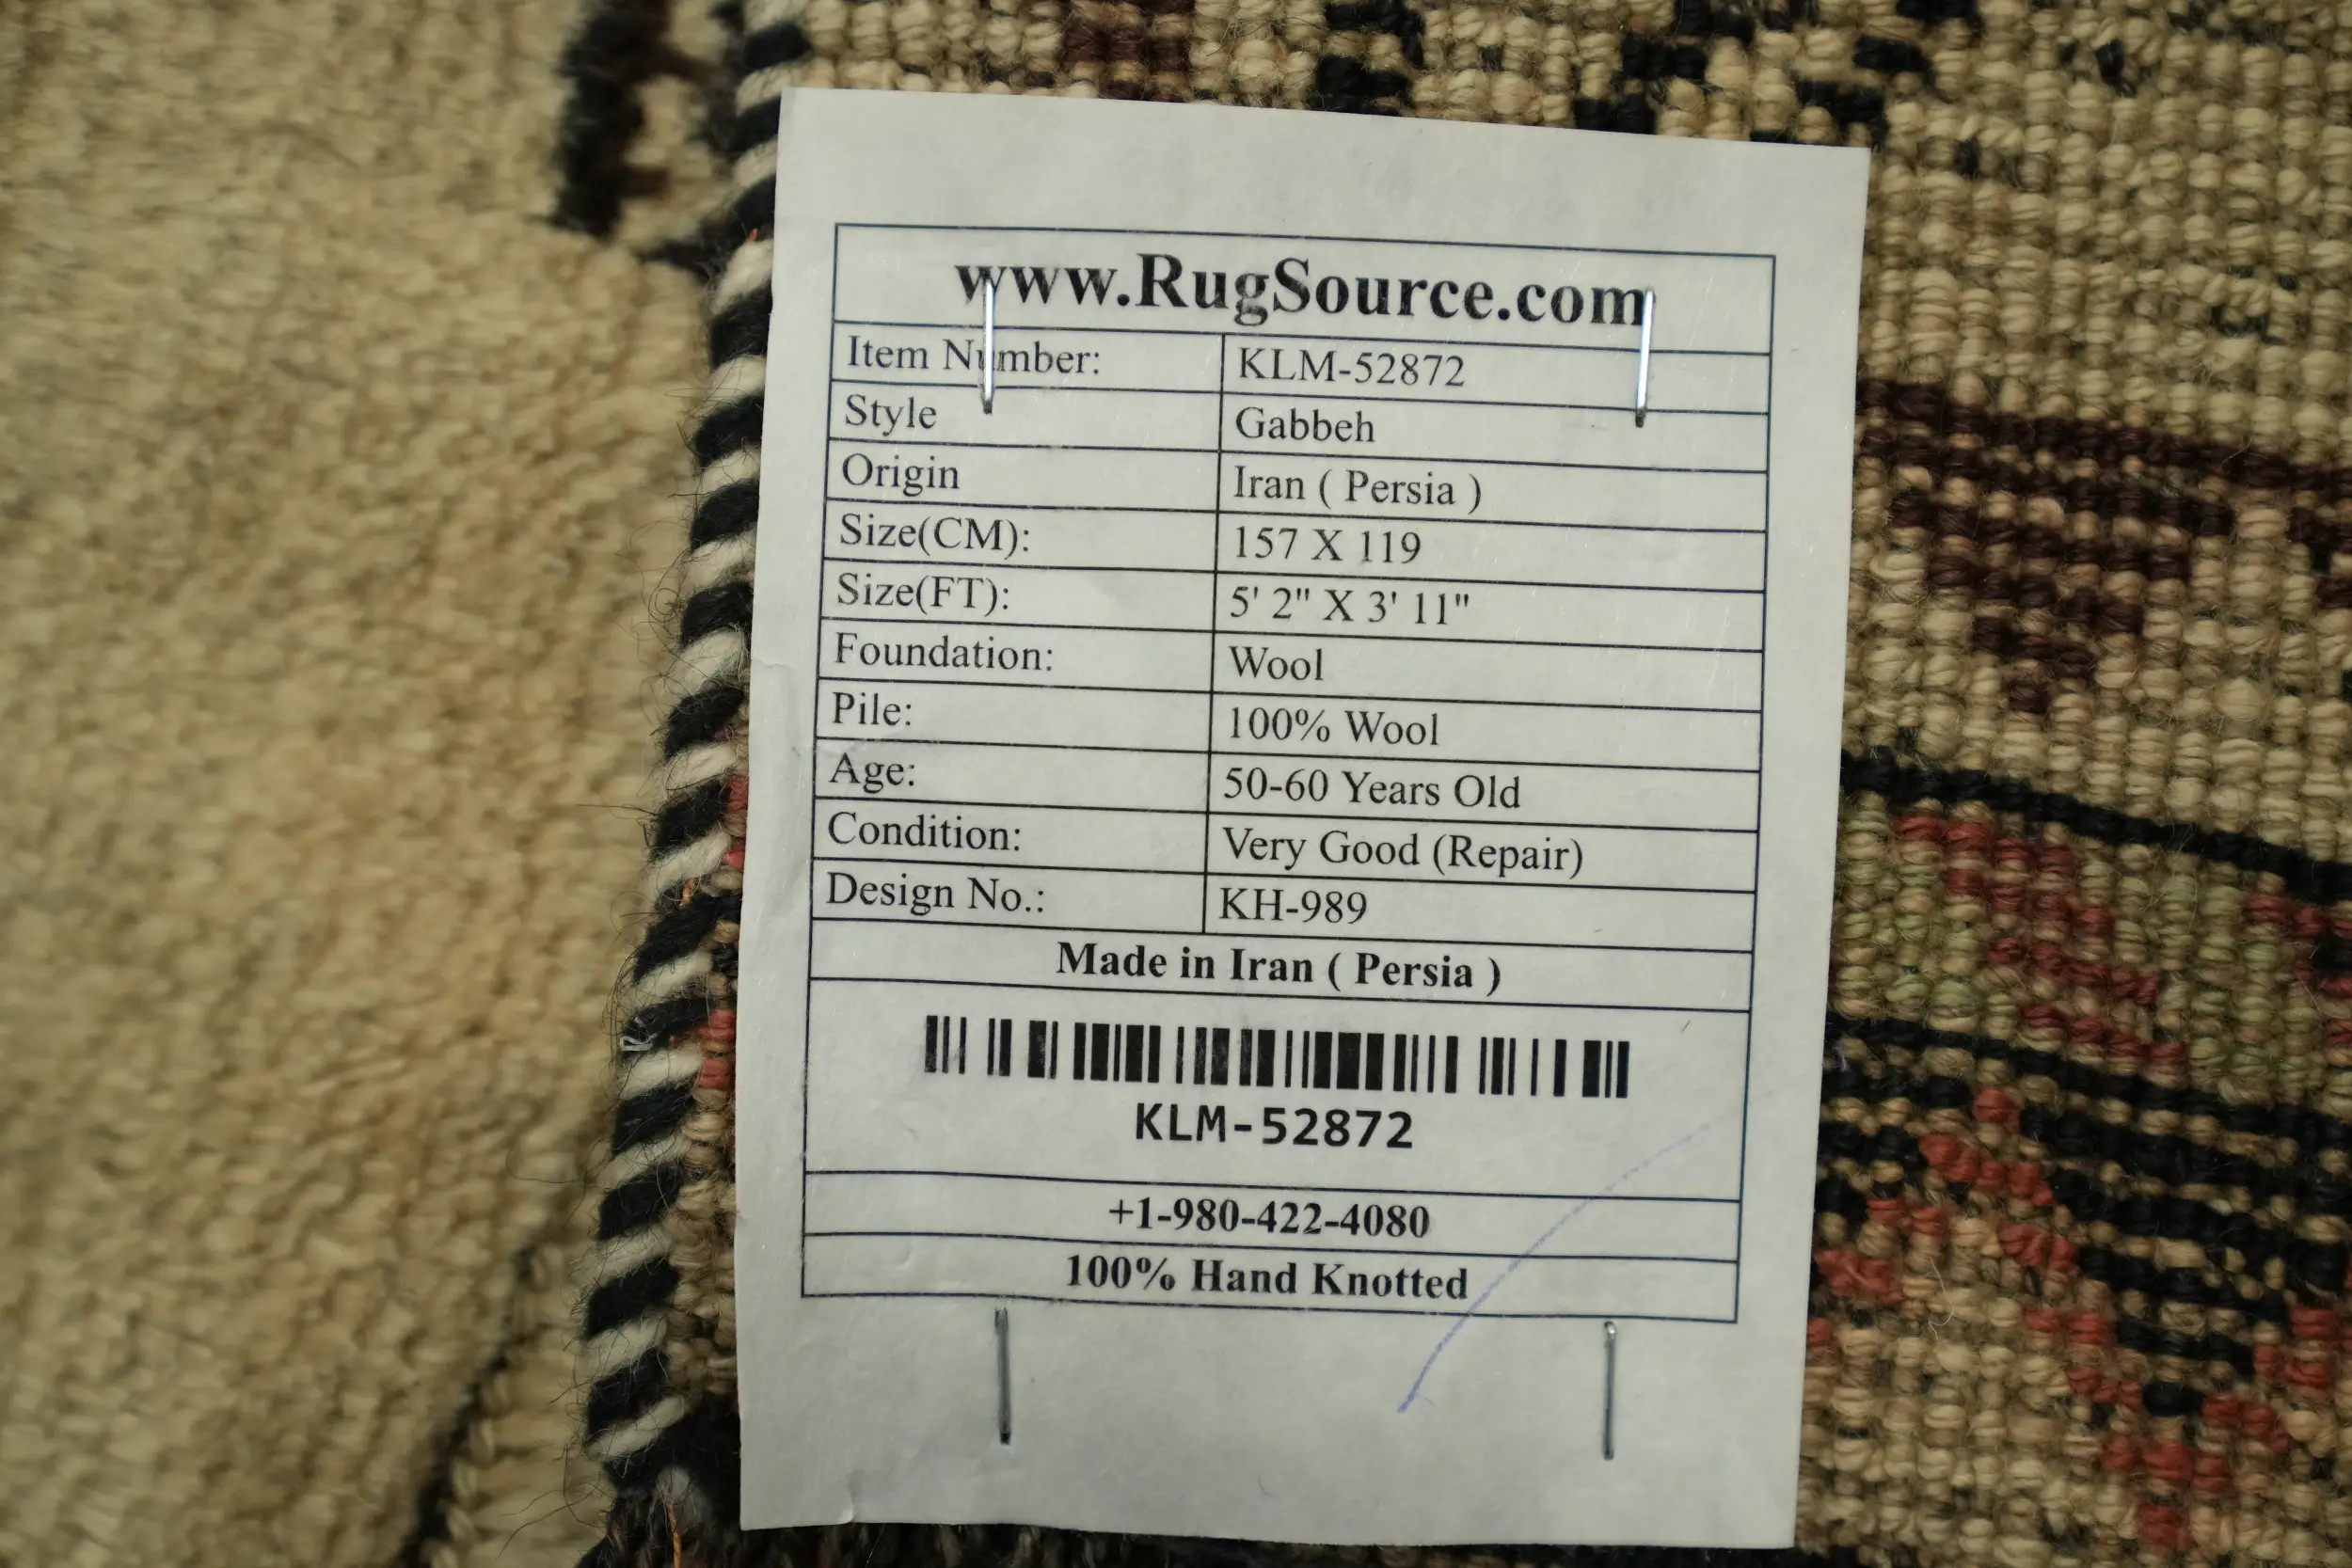 www.RugSource.com
Item Number: KLM-52872
Style Gabbeh
Origin Iran ( Persia )
Size(CM): 157 X 119
Size(FT): 5' 2" X 3' 11"
Foundation: Wool
Pile: 100% Wool
Age: 50-60 Years Old
Condition: Very Good (Repair)
Design No.: KH-989
Made in Iran ( Persia )
KLM-52872
+1-980-422-4080
100% Hand Knotted